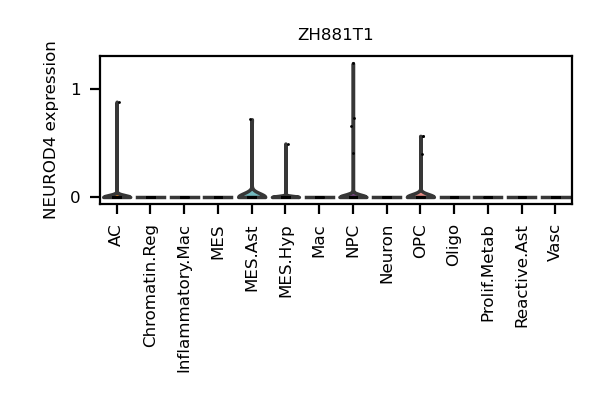 ZH881T1
NEUROD4 expression
1
0
AC
Chromatin.Reg
Inflammatory.Mac
MES
MES.Ast
MES.Hyp
Mac
NPC
Neuron
OPC
Oligo
Prolif.Metab
Reactive.Ast
Vasc